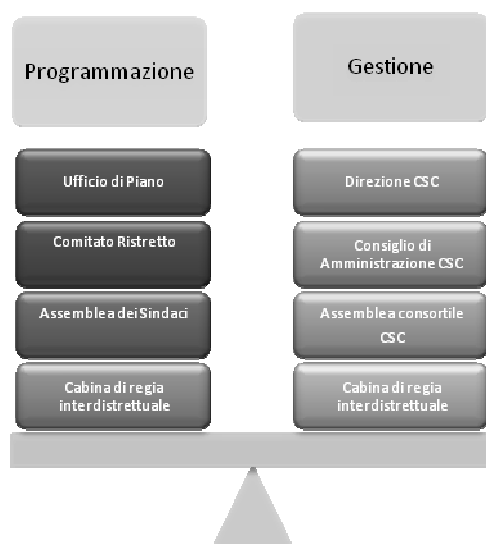 Programmazione
Ufficio di Piano
Comitato Ristretto
Assemblea dei Sindaci
Cabina di regia
interdistrettuale
Gestione
Direzione CSC
Consiglio di
Amministrazione CSC
Assemblea consortile
CSC
Cabina di regia
interdistrettuale